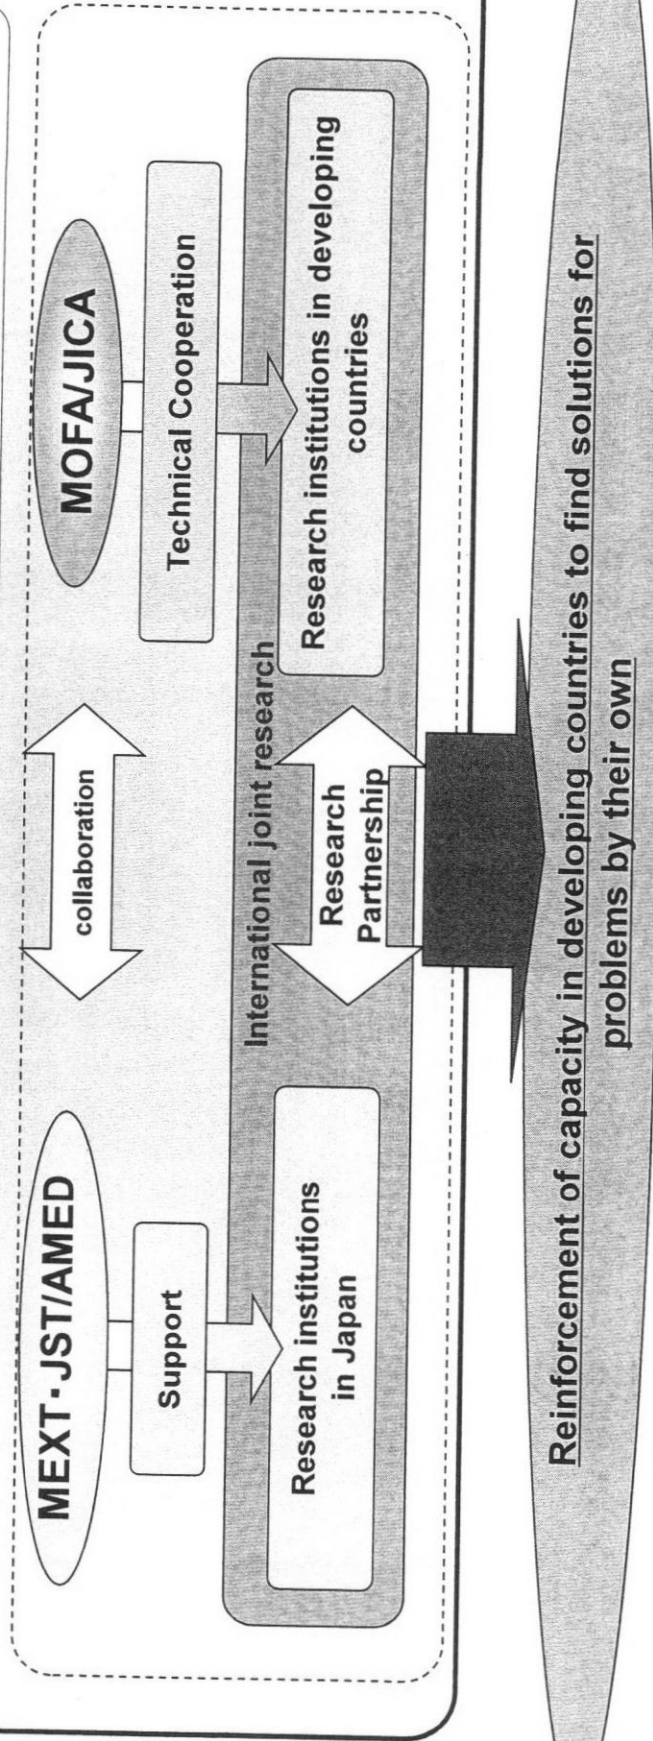 MEXT・JST/AMED
collaboration
MOFA/JICA
Support
Technical Cooperation
International joint research
Research institutions
in Japan
Research
Partnership
Research institutions in developing
countries
Reinforcement of capacity in developing countries to find solutions for
problems by their own